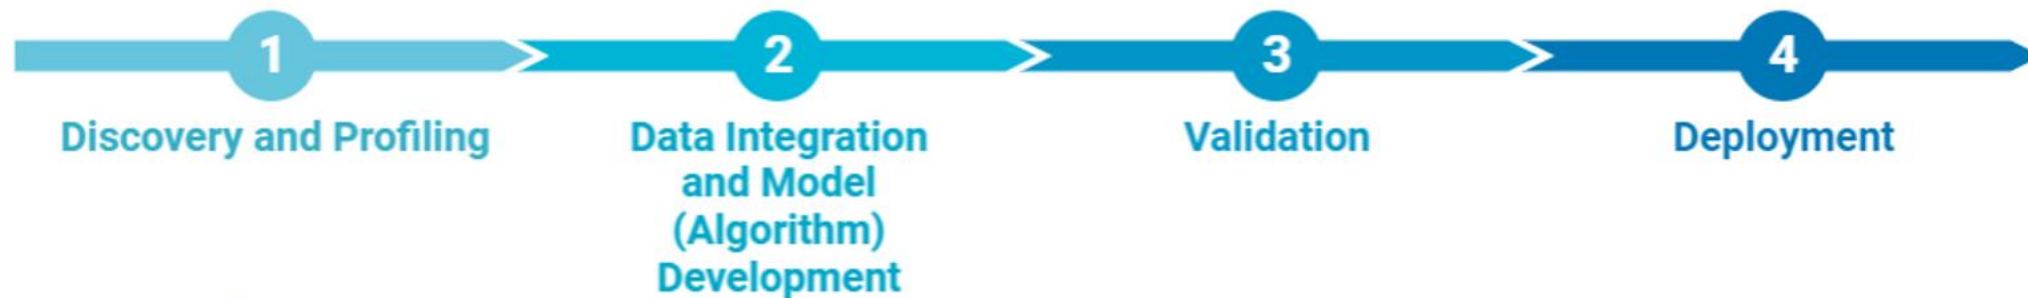 1
Discovery and Profiling
2
Data Integration
and Model
(Algorithm)
Development
3
Validation
4
Deployment